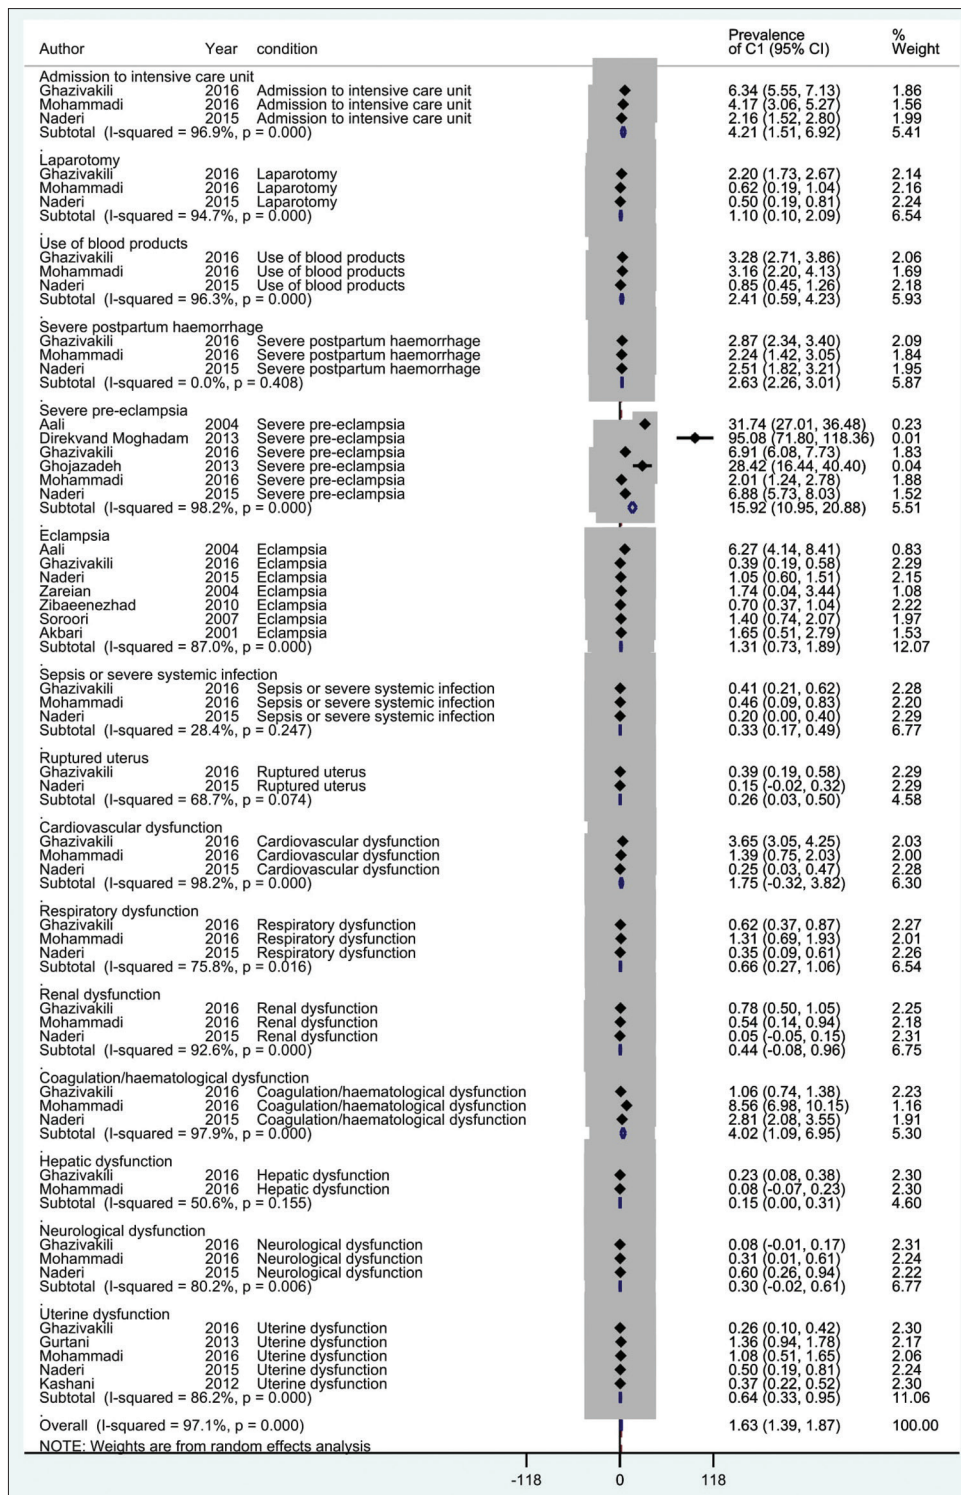 Author Year condition Prevalence of C1 (95% CI) % Weight
Admission to intensive care unit
Ghazivakili 2016 Admission to intensive care unit 6.34 (5.55, 7.13) 1.86
Mohammadi 2016 Admission to intensive care unit 4.17 (3.06, 5.27) 1.56
Naderi 2015 Admission to intensive care unit 2.16 (1.52, 2.80) 1.99
Subtotal (I-squared = 96.9%, p = 0.000) 4.21 (1.51, 6.92) 5.41
.
Laparotomy
Ghazivakili 2016 Laparotomy 2.20 (1.73, 2.67) 2.14
Mohammadi 2016 Laparotomy 0.62 (0.19, 1.04) 2.16
Naderi 2015 Laparotomy 0.50 (0.19, 0.81) 2.24
Subtotal (I-squared = 94.7%, p = 0.000) 1.10 (0.10, 2.09) 6.54
.
Use of blood products
Ghazivakili 2016 Use of blood products 3.28 (2.71, 3.86) 2.06
Mohammadi 2016 Use of blood products 3.16 (2.20, 4.13) 1.69
Naderi 2015 Use of blood products 0.85 (0.45, 1.26) 2.18
Subtotal (I-squared = 96.3%, p = 0.000) 2.41 (0.59, 4.23) 5.93
.
Severe postpartum haemorrhage
Ghazivakili 2016 Severe postpartum haemorrhage 2.87 (2.34, 3.40) 2.09
Mohammadi 2016 Severe postpartum haemorrhage 2.24 (1.42, 3.05) 1.84
Naderi 2015 Severe postpartum haemorrhage 2.51 (1.82, 3.21) 1.95
Subtotal (I-squared = 0.0%, p = 0.408) 2.63 (2.26, 3.01) 5.87
.
Severe pre-eclampsia
Aali 2004 Severe pre-eclampsia 31.74 (27.01, 36.48) 0.23
Direkvand Moghadam 2013 Severe pre-eclampsia 95.08 (71.80, 118.36) 0.01
Ghazivakili 2016 Severe pre-eclampsia 6.91 (6.08, 7.73) 1.83
Ghojazadeh 2013 Severe pre-eclampsia 28.42 (16.44, 40.40) 0.04
Mohammadi 2016 Severe pre-eclampsia 2.01 (1.24, 2.78) 1.88
Naderi 2015 Severe pre-eclampsia 6.88 (5.73, 8.03) 1.52
Subtotal (I-squared = 98.2%, p = 0.000) 15.92 (10.95, 20.88) 5.51
.
Eclampsia
Aali 2004 Eclampsia 6.27 (4.14, 8.41) 0.83
Ghazivakili 2016 Eclampsia 0.39 (0.19, 0.58) 2.29
Naderi 2015 Eclampsia 1.05 (0.60, 1.51) 2.15
Zareian 2004 Eclampsia 1.74 (0.04, 3.44) 1.08
Zibaeenezhad 2010 Eclampsia 0.70 (0.37, 1.04) 2.22
Soroori 2007 Eclampsia 1.40 (0.74, 2.07) 1.97
Akbari 2001 Eclampsia 1.65 (0.51, 2.79) 1.53
Subtotal (I-squared = 87.0%, p = 0.000) 1.31 (0.73, 1.89) 12.07
.
Sepsis or severe systemic infection
Ghazivakili 2016 Sepsis or severe systemic infection 0.41 (0.21, 0.62) 2.28
Mohammadi 2016 Sepsis or severe systemic infection 0.46 (0.09, 0.83) 2.20
Naderi 2015 Sepsis or severe systemic infection 0.20 (0.00, 0.40) 2.29
Subtotal (I-squared = 28.4%, p = 0.247) 0.33 (0.17, 0.49) 6.77
.
Ruptured uterus
Ghazivakili 2016 Ruptured uterus 0.39 (0.19, 0.58) 2.29
Naderi 2015 Ruptured uterus 0.15 (-0.02, 0.32) 2.29
Subtotal (I-squared = 68.7%, p = 0.074) 0.26 (0.03, 0.50) 4.58
.
Cardiovascular dysfunction
Ghazivakili 2016 Cardiovascular dysfunction 3.65 (3.05, 4.25) 2.03
Mohammadi 2016 Cardiovascular dysfunction 1.39 (0.75, 2.03) 2.00
Naderi 2015 Cardiovascular dysfunction 0.25 (0.03, 0.47) 2.28
Subtotal (I-squared = 98.2%, p = 0.000) 1.75 (-0.32, 3.82) 6.30
.
Respiratory dysfunction
Ghazivakili 2016 Respiratory dysfunction 0.62 (0.37, 0.87) 2.27
Mohammadi 2016 Respiratory dysfunction 1.31 (0.69, 1.93) 2.01
Naderi 2015 Respiratory dysfunction 0.35 (0.09, 0.61) 2.26
Subtotal (I-squared = 75.8%, p = 0.016) 0.66 (0.27, 1.06) 6.54
.
Renal dysfunction
Ghazivakili 2016 Renal dysfunction 0.78 (0.50, 1.05) 2.25
Mohammadi 2016 Renal dysfunction 0.54 (0.14, 0.94) 2.18
Naderi 2015 Renal dysfunction 0.05 (-0.05, 0.15) 2.31
Subtotal (I-squared = 92.6%, p = 0.000) 0.44 (-0.08, 0.96) 6.75
.
Coagulation/haematological dysfunction
Ghazivakili 2016 Coagulation/haematological dysfunction 1.06 (0.74, 1.38) 2.23
Mohammadi 2016 Coagulation/haematological dysfunction 8.56 (6.98, 10.15) 1.16
Naderi 2015 Coagulation/haematological dysfunction 2.81 (2.08, 3.55) 1.91
Subtotal (I-squared = 97.9%, p = 0.000) 4.02 (1.09, 6.95) 5.30
.
Hepatic dysfunction
Ghazivakili 2016 Hepatic dysfunction 0.23 (0.08, 0.38) 2.30
Mohammadi 2016 Hepatic dysfunction 0.08 (-0.07, 0.23) 2.30
Subtotal (I-squared = 50.6%, p = 0.155) 0.15 (0.00, 0.31) 4.60
.
Neurological dysfunction
Ghazivakili 2016 Neurological dysfunction 0.08 (-0.01, 0.17) 2.31
Mohammadi 2016 Neurological dysfunction 0.31 (0.01, 0.61) 2.24
Naderi 2015 Neurological dysfunction 0.60 (0.26, 0.94) 2.22
Subtotal (I-squared = 80.2%, p = 0.006) 0.30 (-0.02, 0.61) 6.77
.
Uterine dysfunction
Ghazivakili 2016 Uterine dysfunction 0.26 (0.10, 0.42) 2.30
Gurtani 2013 Uterine dysfunction 1.36 (0.94, 1.78) 2.17
Mohammadi 2016 Uterine dysfunction 1.08 (0.51, 1.65) 2.06
Naderi 2015 Uterine dysfunction 0.50 (0.19, 0.81) 2.24
Kashani 2012 Uterine dysfunction 0.37 (0.22, 0.52) 2.30
Subtotal (I-squared = 86.2%, p = 0.000) 0.64 (0.33, 0.95) 11.06
.
Overall (I-squared = 97.1%, p = 0.000) 1.63 (1.39, 1.87) 100.00
NOTE: Weights are from random effects analysis
-118 0 118